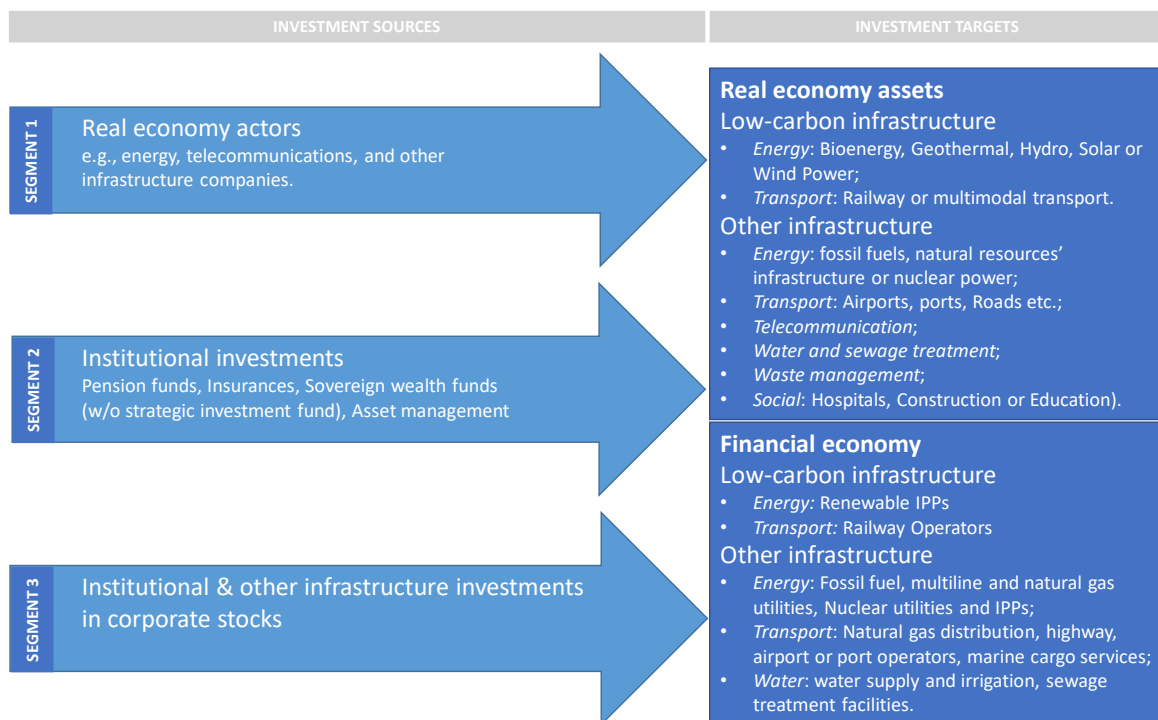 INVESTMENT SOURCES
INVESTMENT TARGETS
SEGMENT 1
Real economy actors
e.g., energy, telecommunications, and other
infrastructure companies.
SEGMENT 2
Institutional investments
Pension funds, Insurances, Sovereign wealth funds
(w/o strategic investment fund), Asset management
SEGMENT 3
Institutional & other infrastructure investments
in corporate stocks
Real economy assets
Low-carbon infrastructure
• Energy: Bioenergy, Geothermal, Hydro, Solar or
Wind Power;
• Transport: Railway or multimodal transport.
Other infrastructure
• Energy: fossil fuels, natural resources’
infrastructure or nuclear power;
• Transport: Airports, ports, Roads etc.;
• Telecommunication;
• Water and sewage treatment;
• Waste management;
• Social: Hospitals, Construction or Education).
Financial economy
Low-carbon infrastructure
• Energy: Renewable IPPs
• Transport: Railway Operators
Other infrastructure
• Energy: Fossil fuel, multiline and natural gas
utilities, Nuclear utilities and IPPs;
• Transport: Natural gas distribution, highway,
airport or port operators, marine cargo services;
• Water: water supply and irrigation, sewage
treatment facilities.